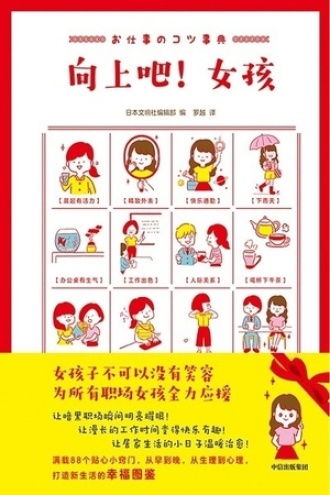 お仕事のコツ事典
向上吧！女孩
日本文响社编辑部 编 罗越 译
【晨起有活力】
【精致外表】
【快乐通勤】
【下雨天】
【办公桌有生气】
【工作出色】
【人际关系】
【喝杯下午茶】
女孩子不可以没有笑容
为所有职场女孩全力应援
让暗黑职场瞬间明亮耀眼！
让漫长的工作时间变得快乐有趣！
让居家生活的小日子温暖治愈！
满载88个贴心小窍门，从早到晚，从生理到心理，
打造新生活的幸福图鉴
中信出版集团